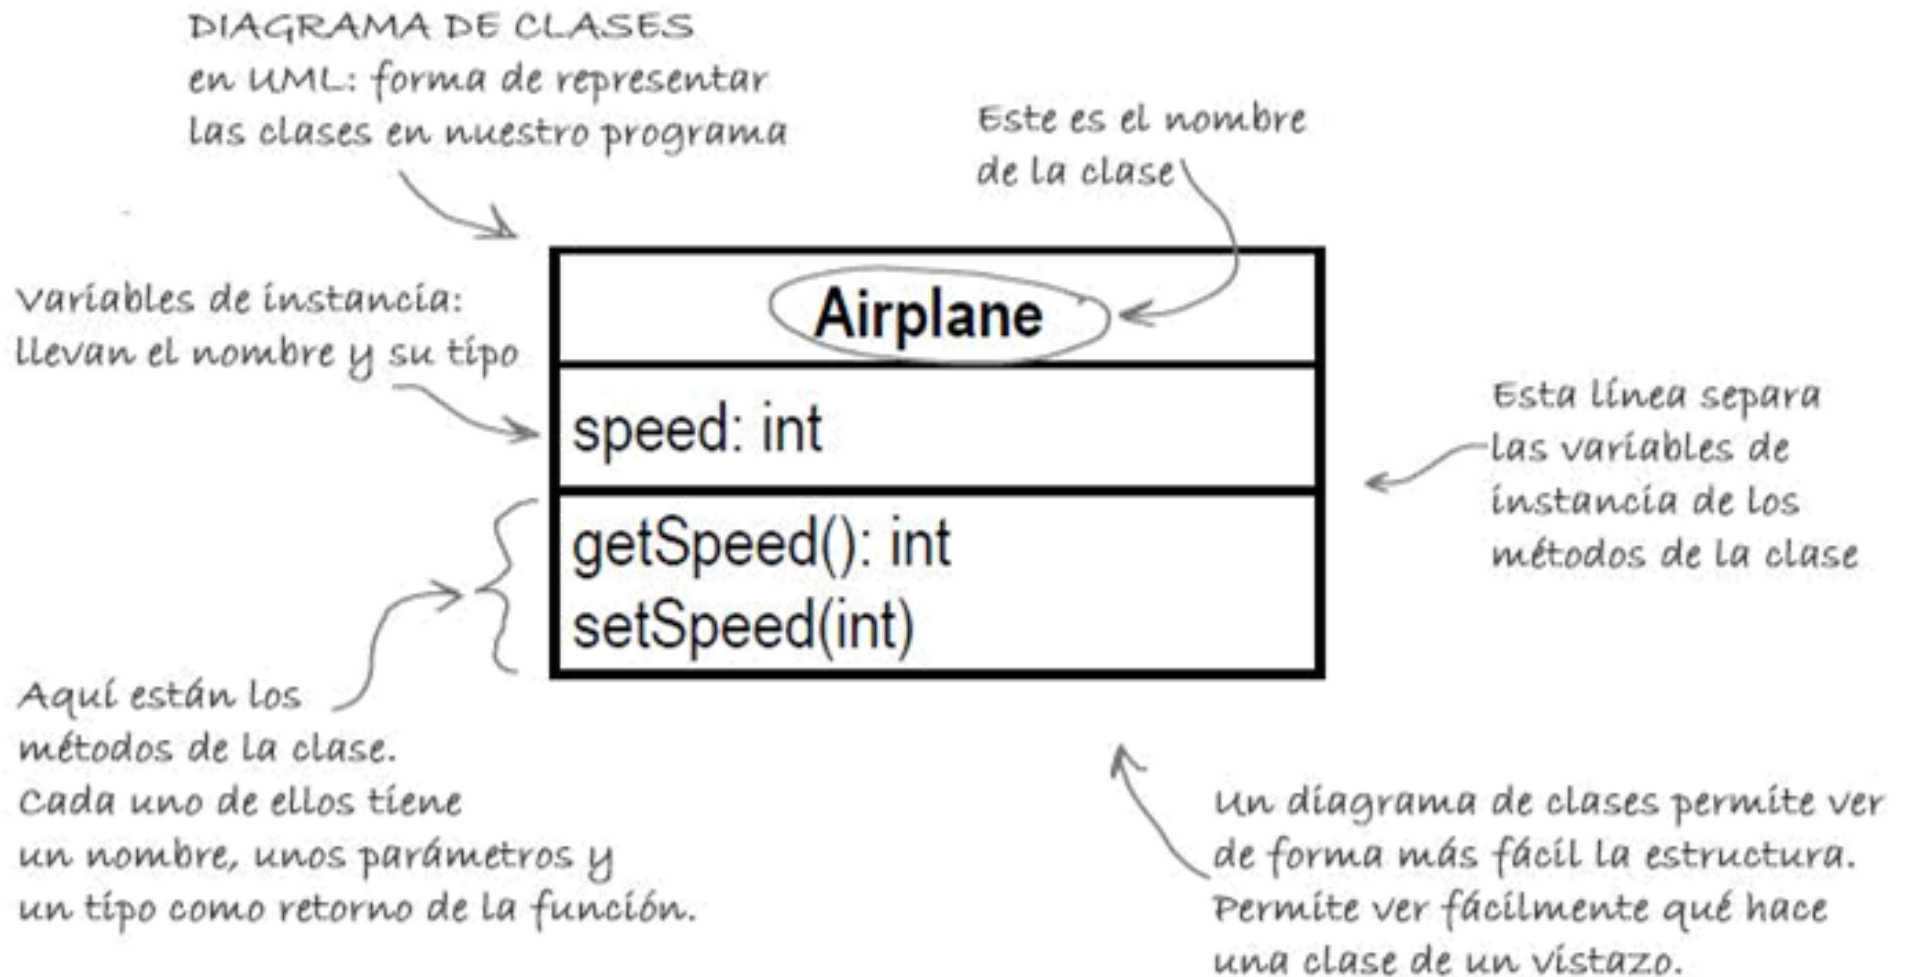 DIAGRAMA DE CLASES
en UML: forma de representar
las clases en nuestro programa
Este es el nombre
de la clase
Variables de instancia:
llevan el nombre y su tipo
Airplane
speed: int
getSpeed(): int
setSpeed(int)
Esta línea separa
las variables de
instancia de los
métodos de la clase
Aquí están los
métodos de la clase.
Cada uno de ellos tiene
un nombre, unos parámetros y
un tipo como retorno de la función.
Un diagrama de clases permite ver
de forma más fácil la estructura.
Permite ver fácilmente qué hace
una clase de un vistazo.